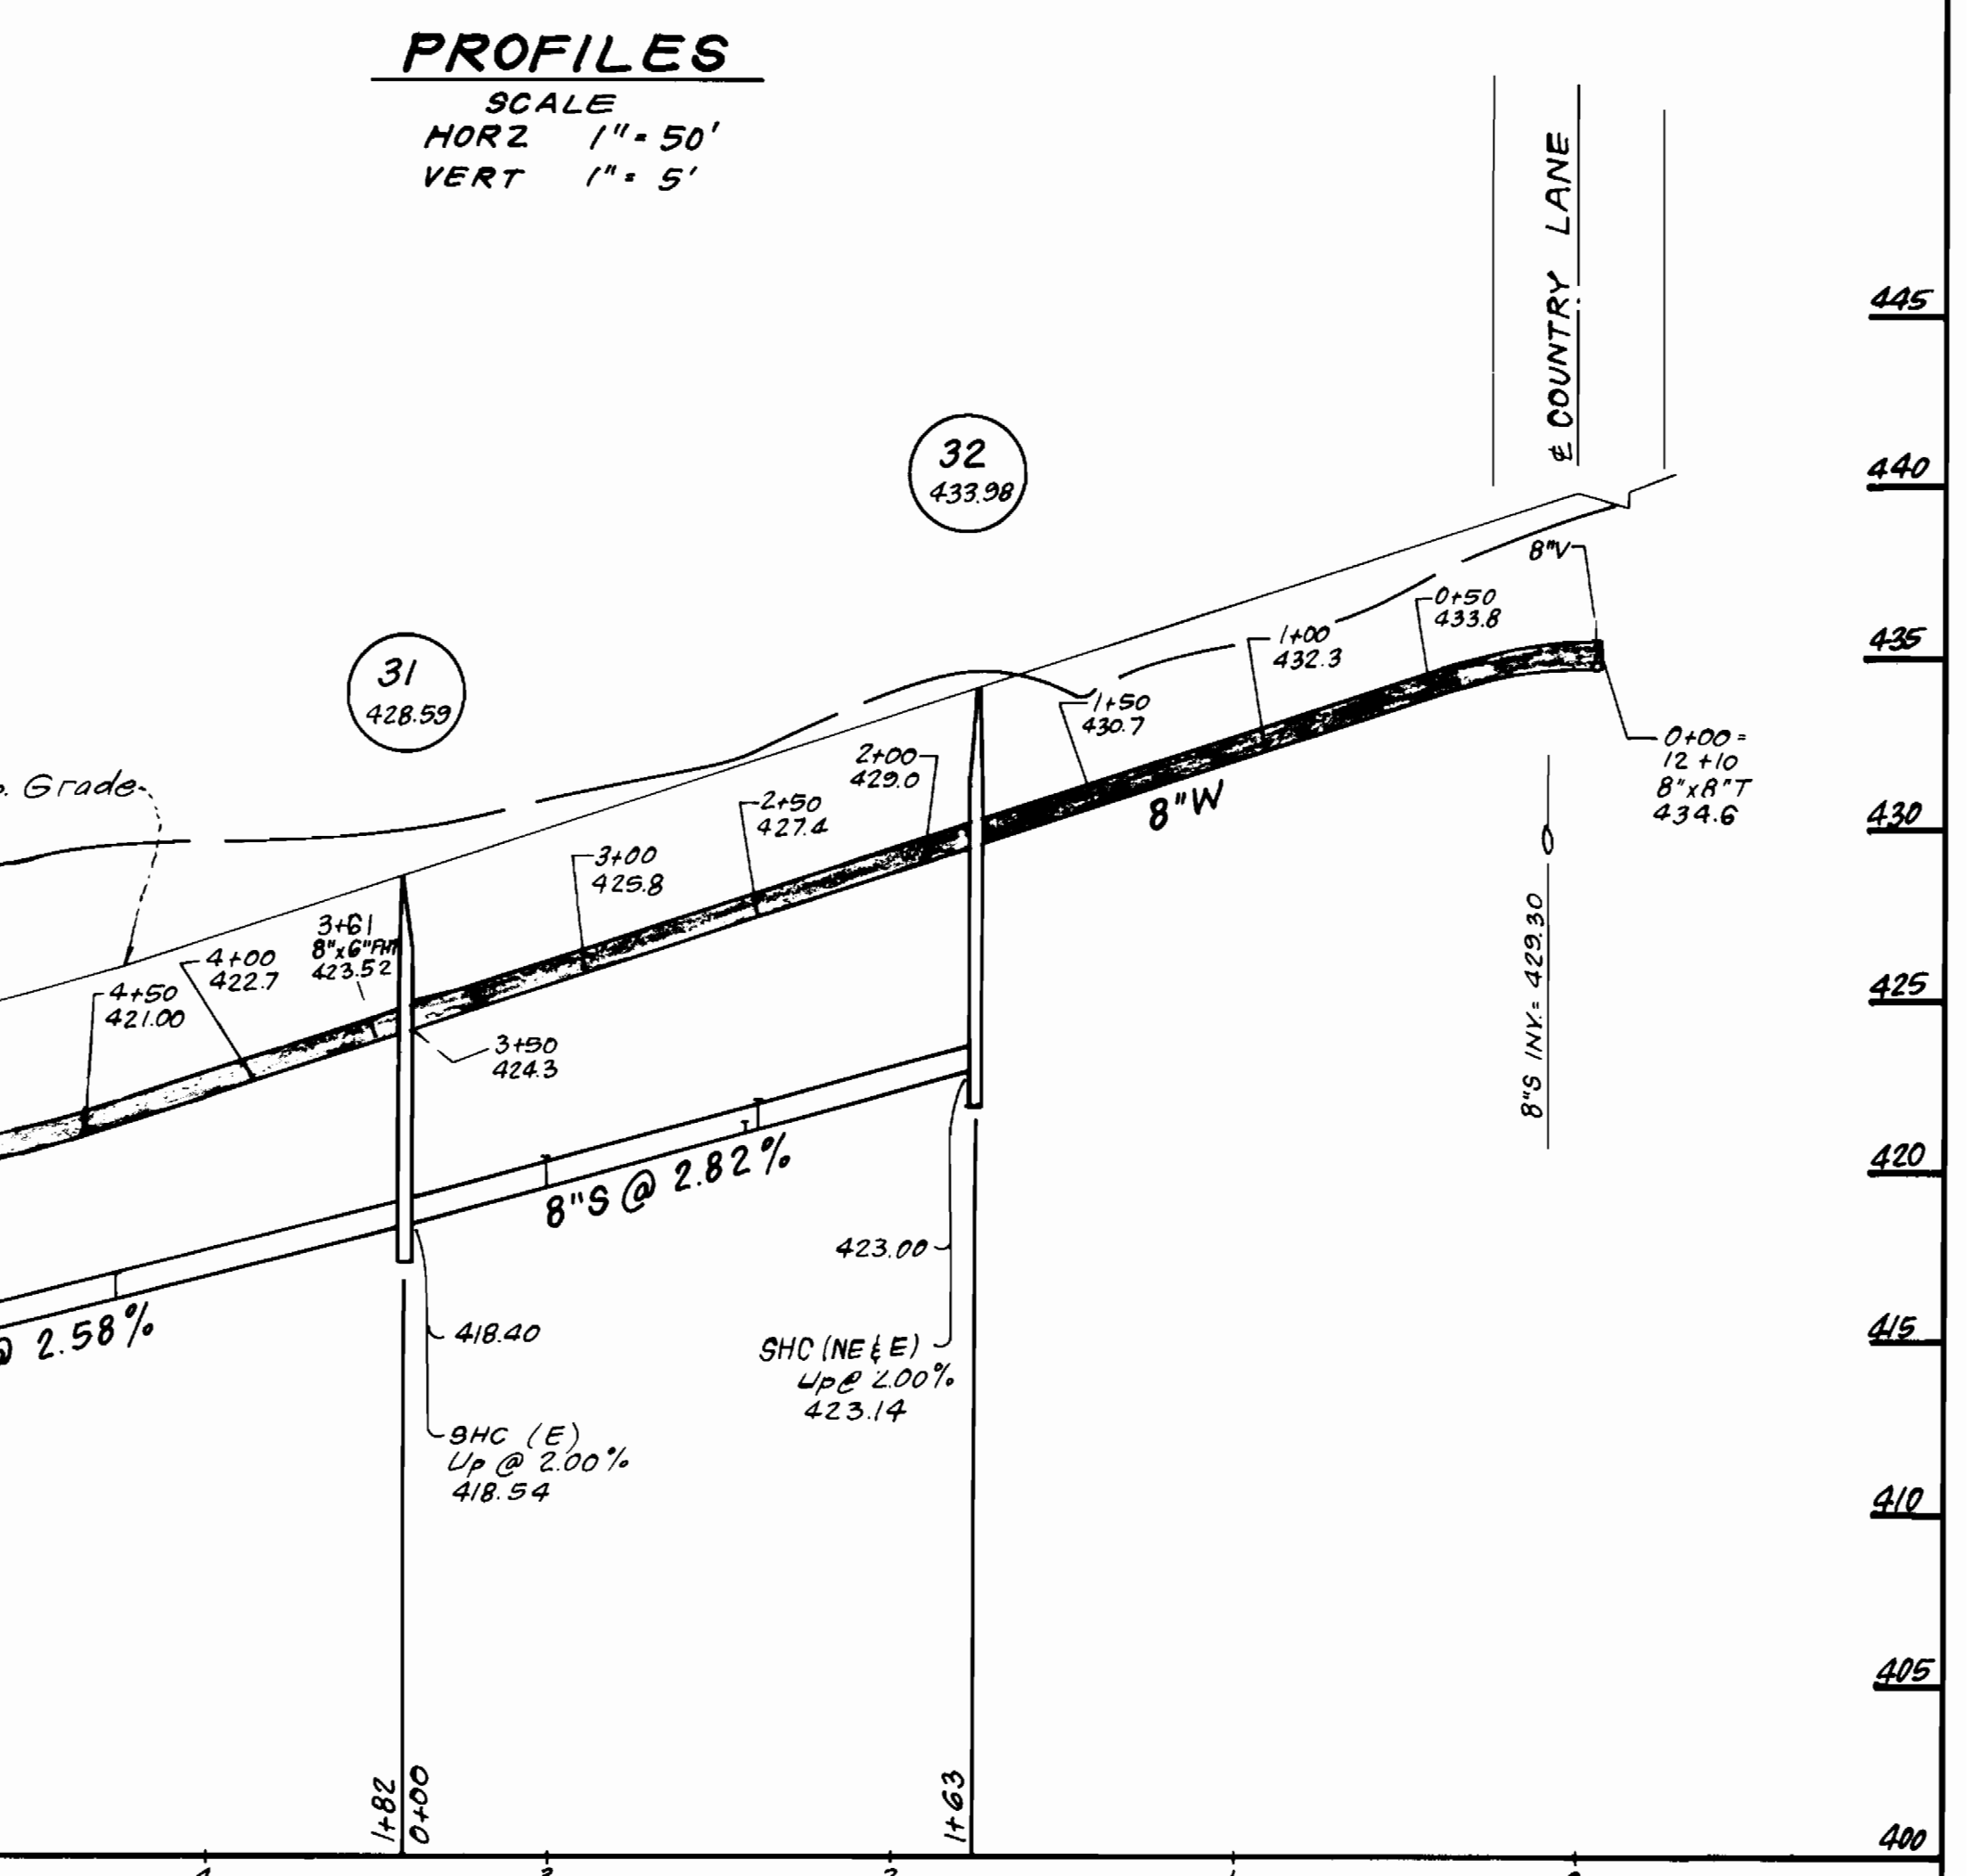 PROFILES
SCALE
HORZ 1" = 50'
VERT 1" = 5'
℄ COUNTRY LANE
445
440
435
430
425
420
415
410
405
400
32
433.98
31
428.59
8"V
0+50
433.8
1+00
432.3
1+50
430.7
2+00
429.0
2+50
427.4
3+00
425.8
8"W
0+00 =
12+10
8"x8"T
434.6
Grade
3+61
8"x6"FHT
423.52
4+00
422.7
4+50
421.00
3+50
424.3
8"S INV. = 429.30
8"S @ 2.82%
@ 2.58%
423.00
SHC (NE & E)
Up @ 2.00%
423.14
418.40
SHC (E)
Up @ 2.00%
418.54
1+82
0+00
1+63